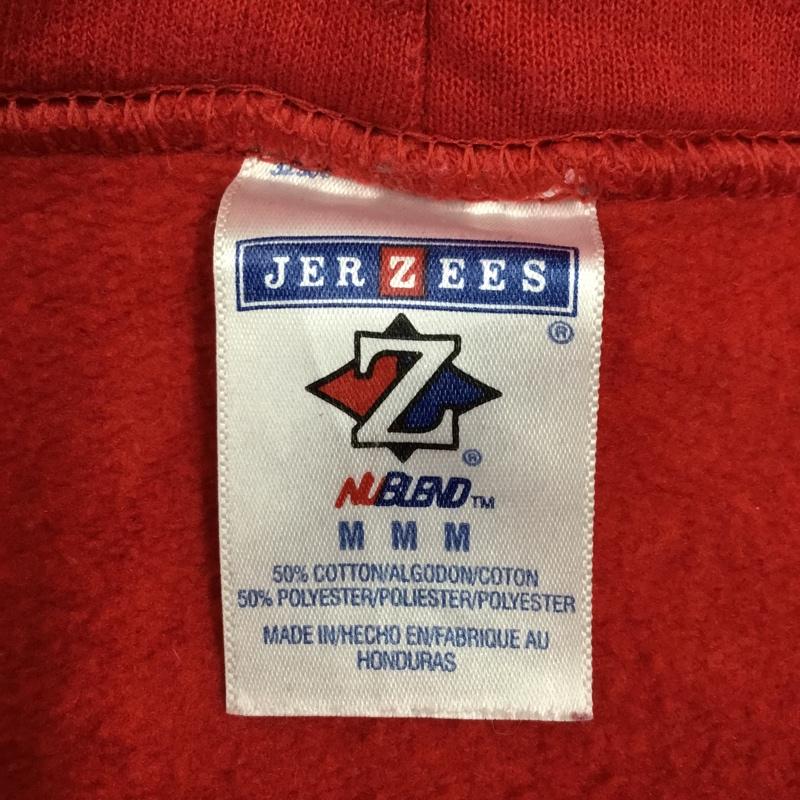 JERZEES
®
Z
®
NUBLEND™
M M M
50% COTTON/ALGODON/COTON
50% POLYESTER/POLIESTER/POLYESTER
MADE IN/HECHO EN/FABRIQUE AU
HONDURAS